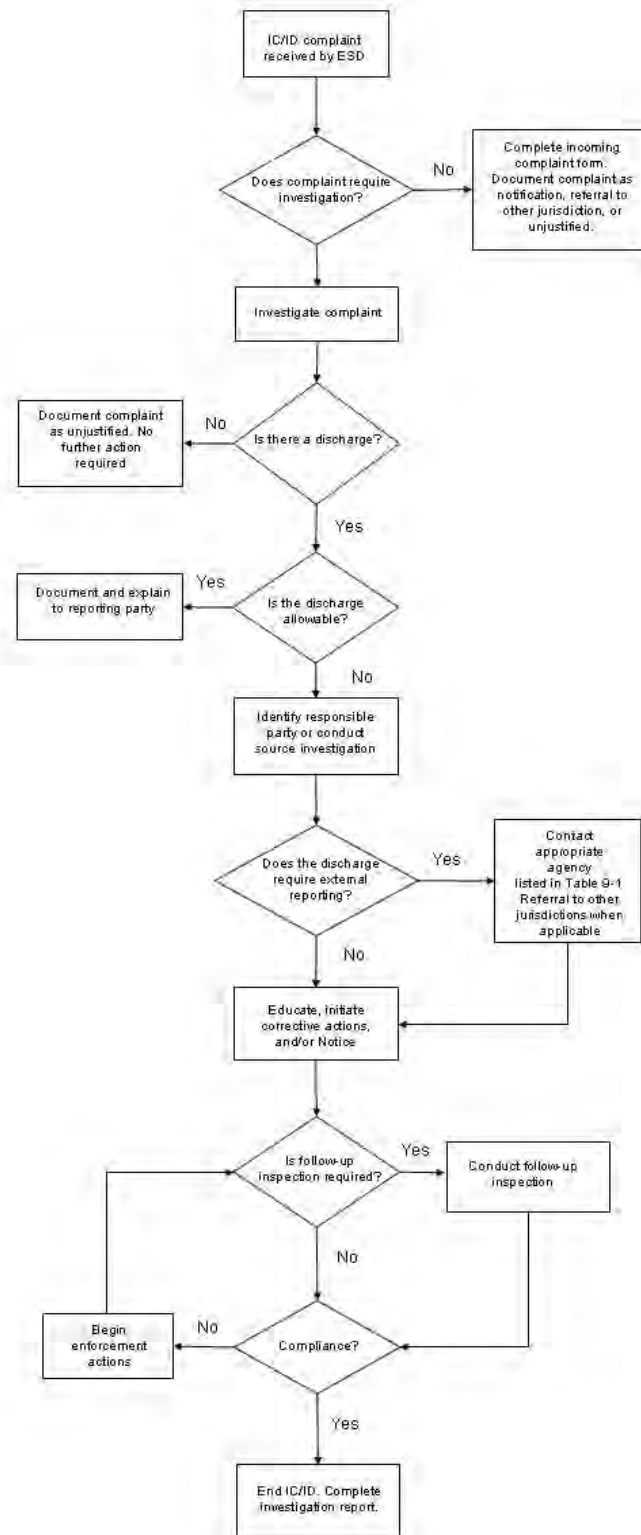 IC/ID complaint
received by ESD
Does complaint require
investigation?
No
Complete incoming
complaint form.
Document complaint as
notification, referral to
other jurisdiction, or
unjustified.
Investigate complaint
Is there a discharge?
No
Document complaint
as unjustified. No
further action
required
Yes
Is the discharge
allowable?
Yes
Document and explain
to reporting party
No
Identify responsible
party or conduct
source investigation
Does the discharge
require external
reporting?
Yes
Contact
appropriate
agency
listed in Table 9-1
Referral to other
jurisdictions when
applicable
No
Educate, initiate
corrective actions,
and/or Notice
Is follow-up
inspection required?
Yes
Conduct follow-up
inspection
No
Compliance?
No
Begin
enforcement
actions
Yes
End IC/ID. Complete
investigation report.